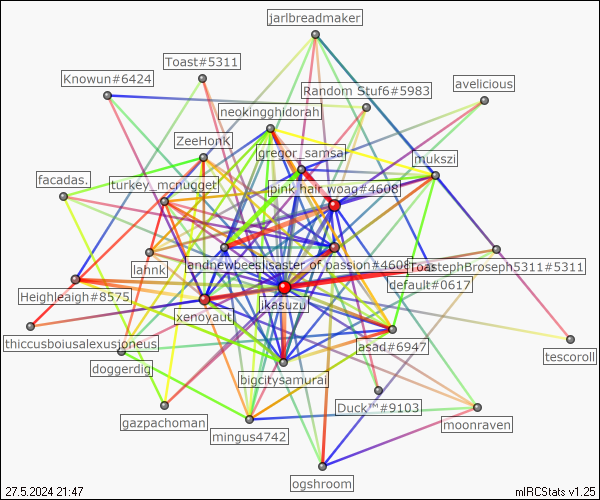 jarlbreadmaker
Toast#5311
Knowun#6424
Random Stuf6#5983
avelicious
neokingghidorah
ZeeHonk
gregor_samsa
mukszi
facadas.
turkey_mcnugget
pink hair woag#4608
lahnk
disaster of passion#4608
ToastephBroseph5311#5311
default#0617
Heighleaigh#8575
jkasuzu
xenoyaut
thiccusboiusalexusjoneus
asad#6947
tescoroll
doggerdig
bigcitysamurai
Duck™#9103
gazpachoman
mingus4742
moonraven
ogshroom
27.5.2024 21:47
mIRCStats v1.25